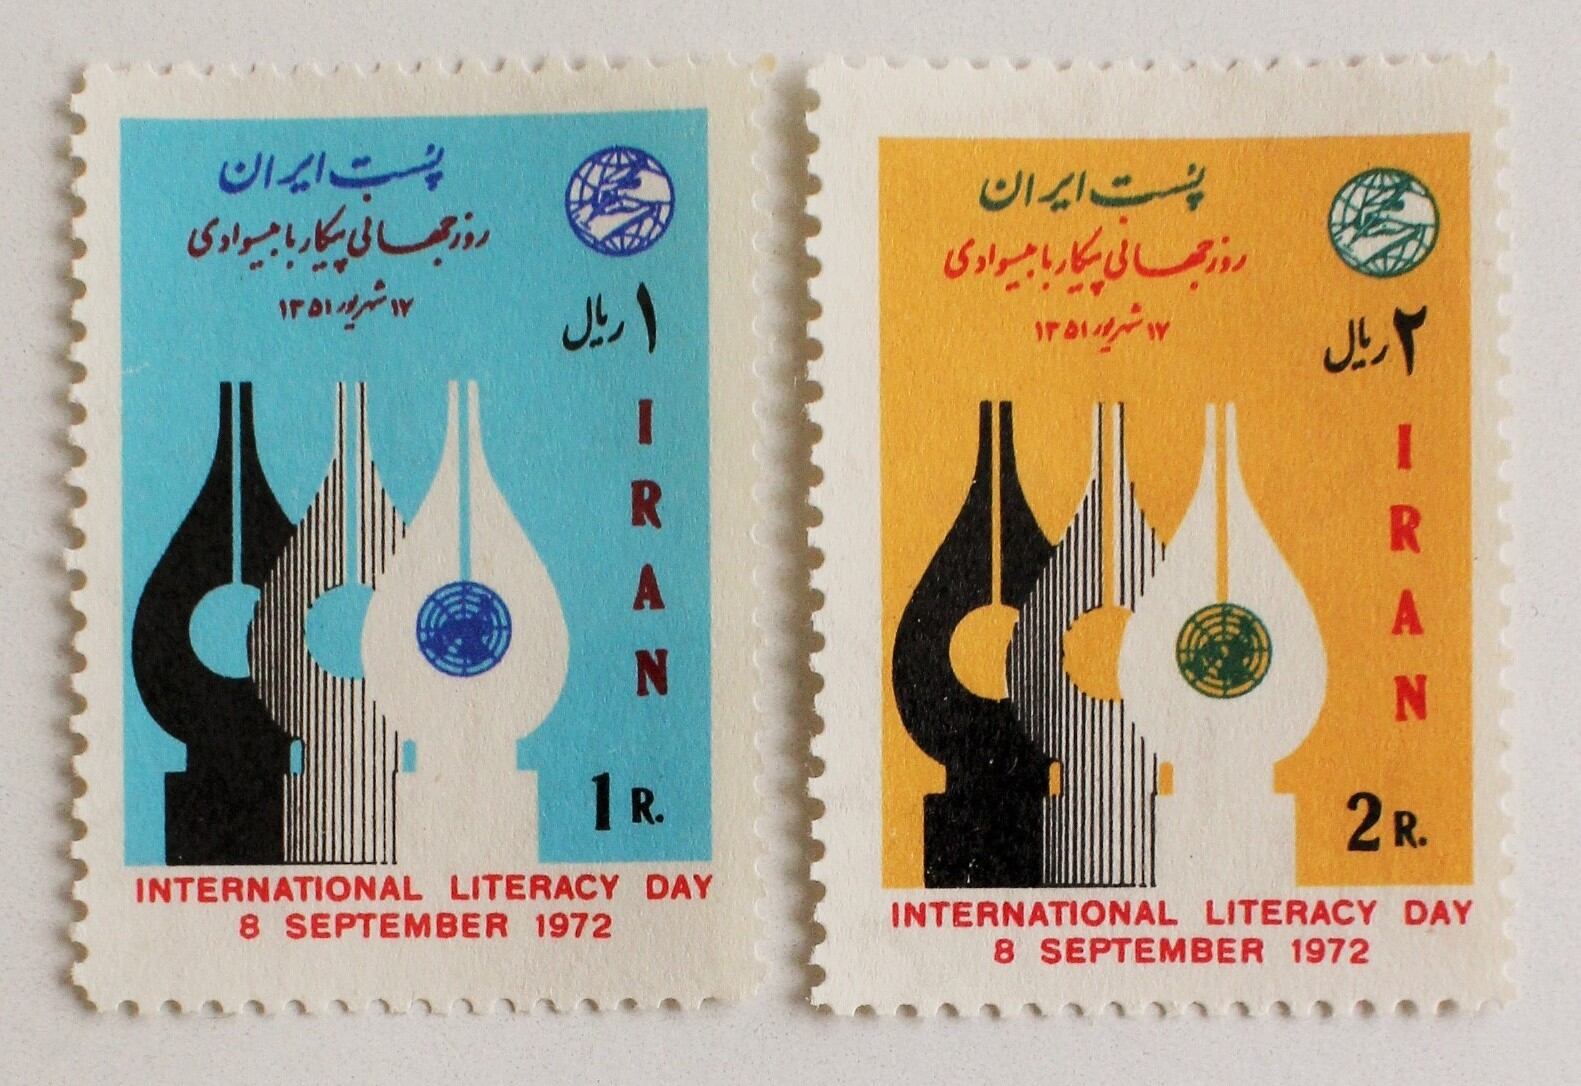 پست ایران
روز جهانی پیکار با بیسوادی
۱۷ شهریور ۱۳۵۱
۱ ریال
IRAN
1 R.
INTERNATIONAL LITERACY DAY
8 SEPTEMBER 1972
پست ایران
روز جهانی پیکار با بیسوادی
۱۷ شهریور ۱۳۵۱
۲ ریال
IRAN
2 R.
INTERNATIONAL LITERACY DAY
8 SEPTEMBER 1972